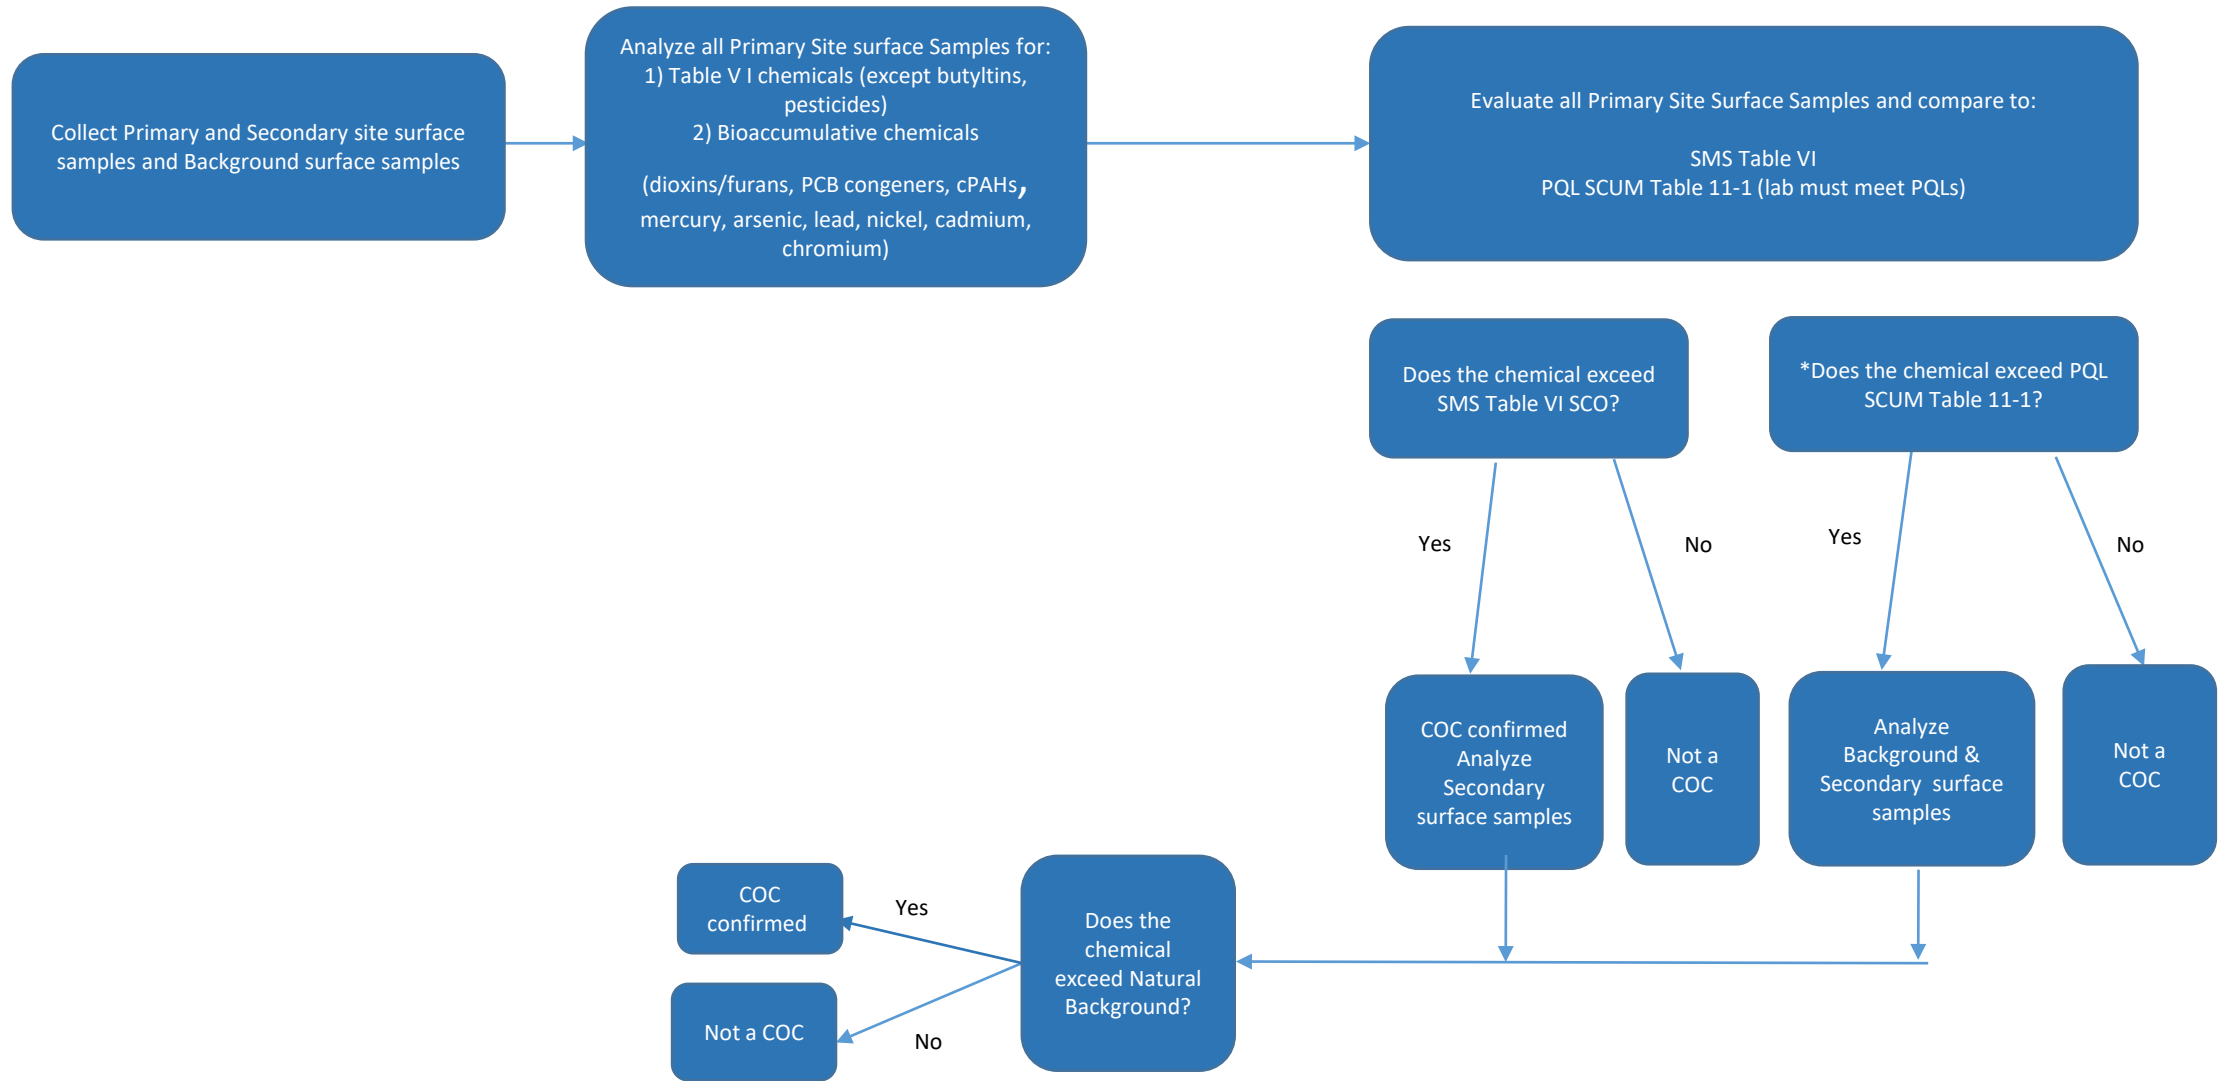 Collect Primary and Secondary site surface
samples and Background surface samples
Analyze all Primary Site surface Samples for:
1) Table V I chemicals (except butyltins,
pesticides)
2) Bioaccumulative chemicals
(dioxins/furans, PCB congeners, cPAHs,
mercury, arsenic, lead, nickel, cadmium,
chromium)
Evaluate all Primary Site Surface Samples and compare to:
SMS Table VI
PQL SCUM Table 11-1 (lab must meet PQLs)
Does the chemical exceed
SMS Table VI SCO?
*Does the chemical exceed PQL
SCUM Table 11-1?
Yes
No
Yes
No
COC confirmed
Analyze
Secondary
surface samples
Not a
COC
Analyze
Background &
Secondary surface
samples
Not a
COC
Does the
chemical
exceed Natural
Background?
Yes
No
COC
confirmed
Not a COC